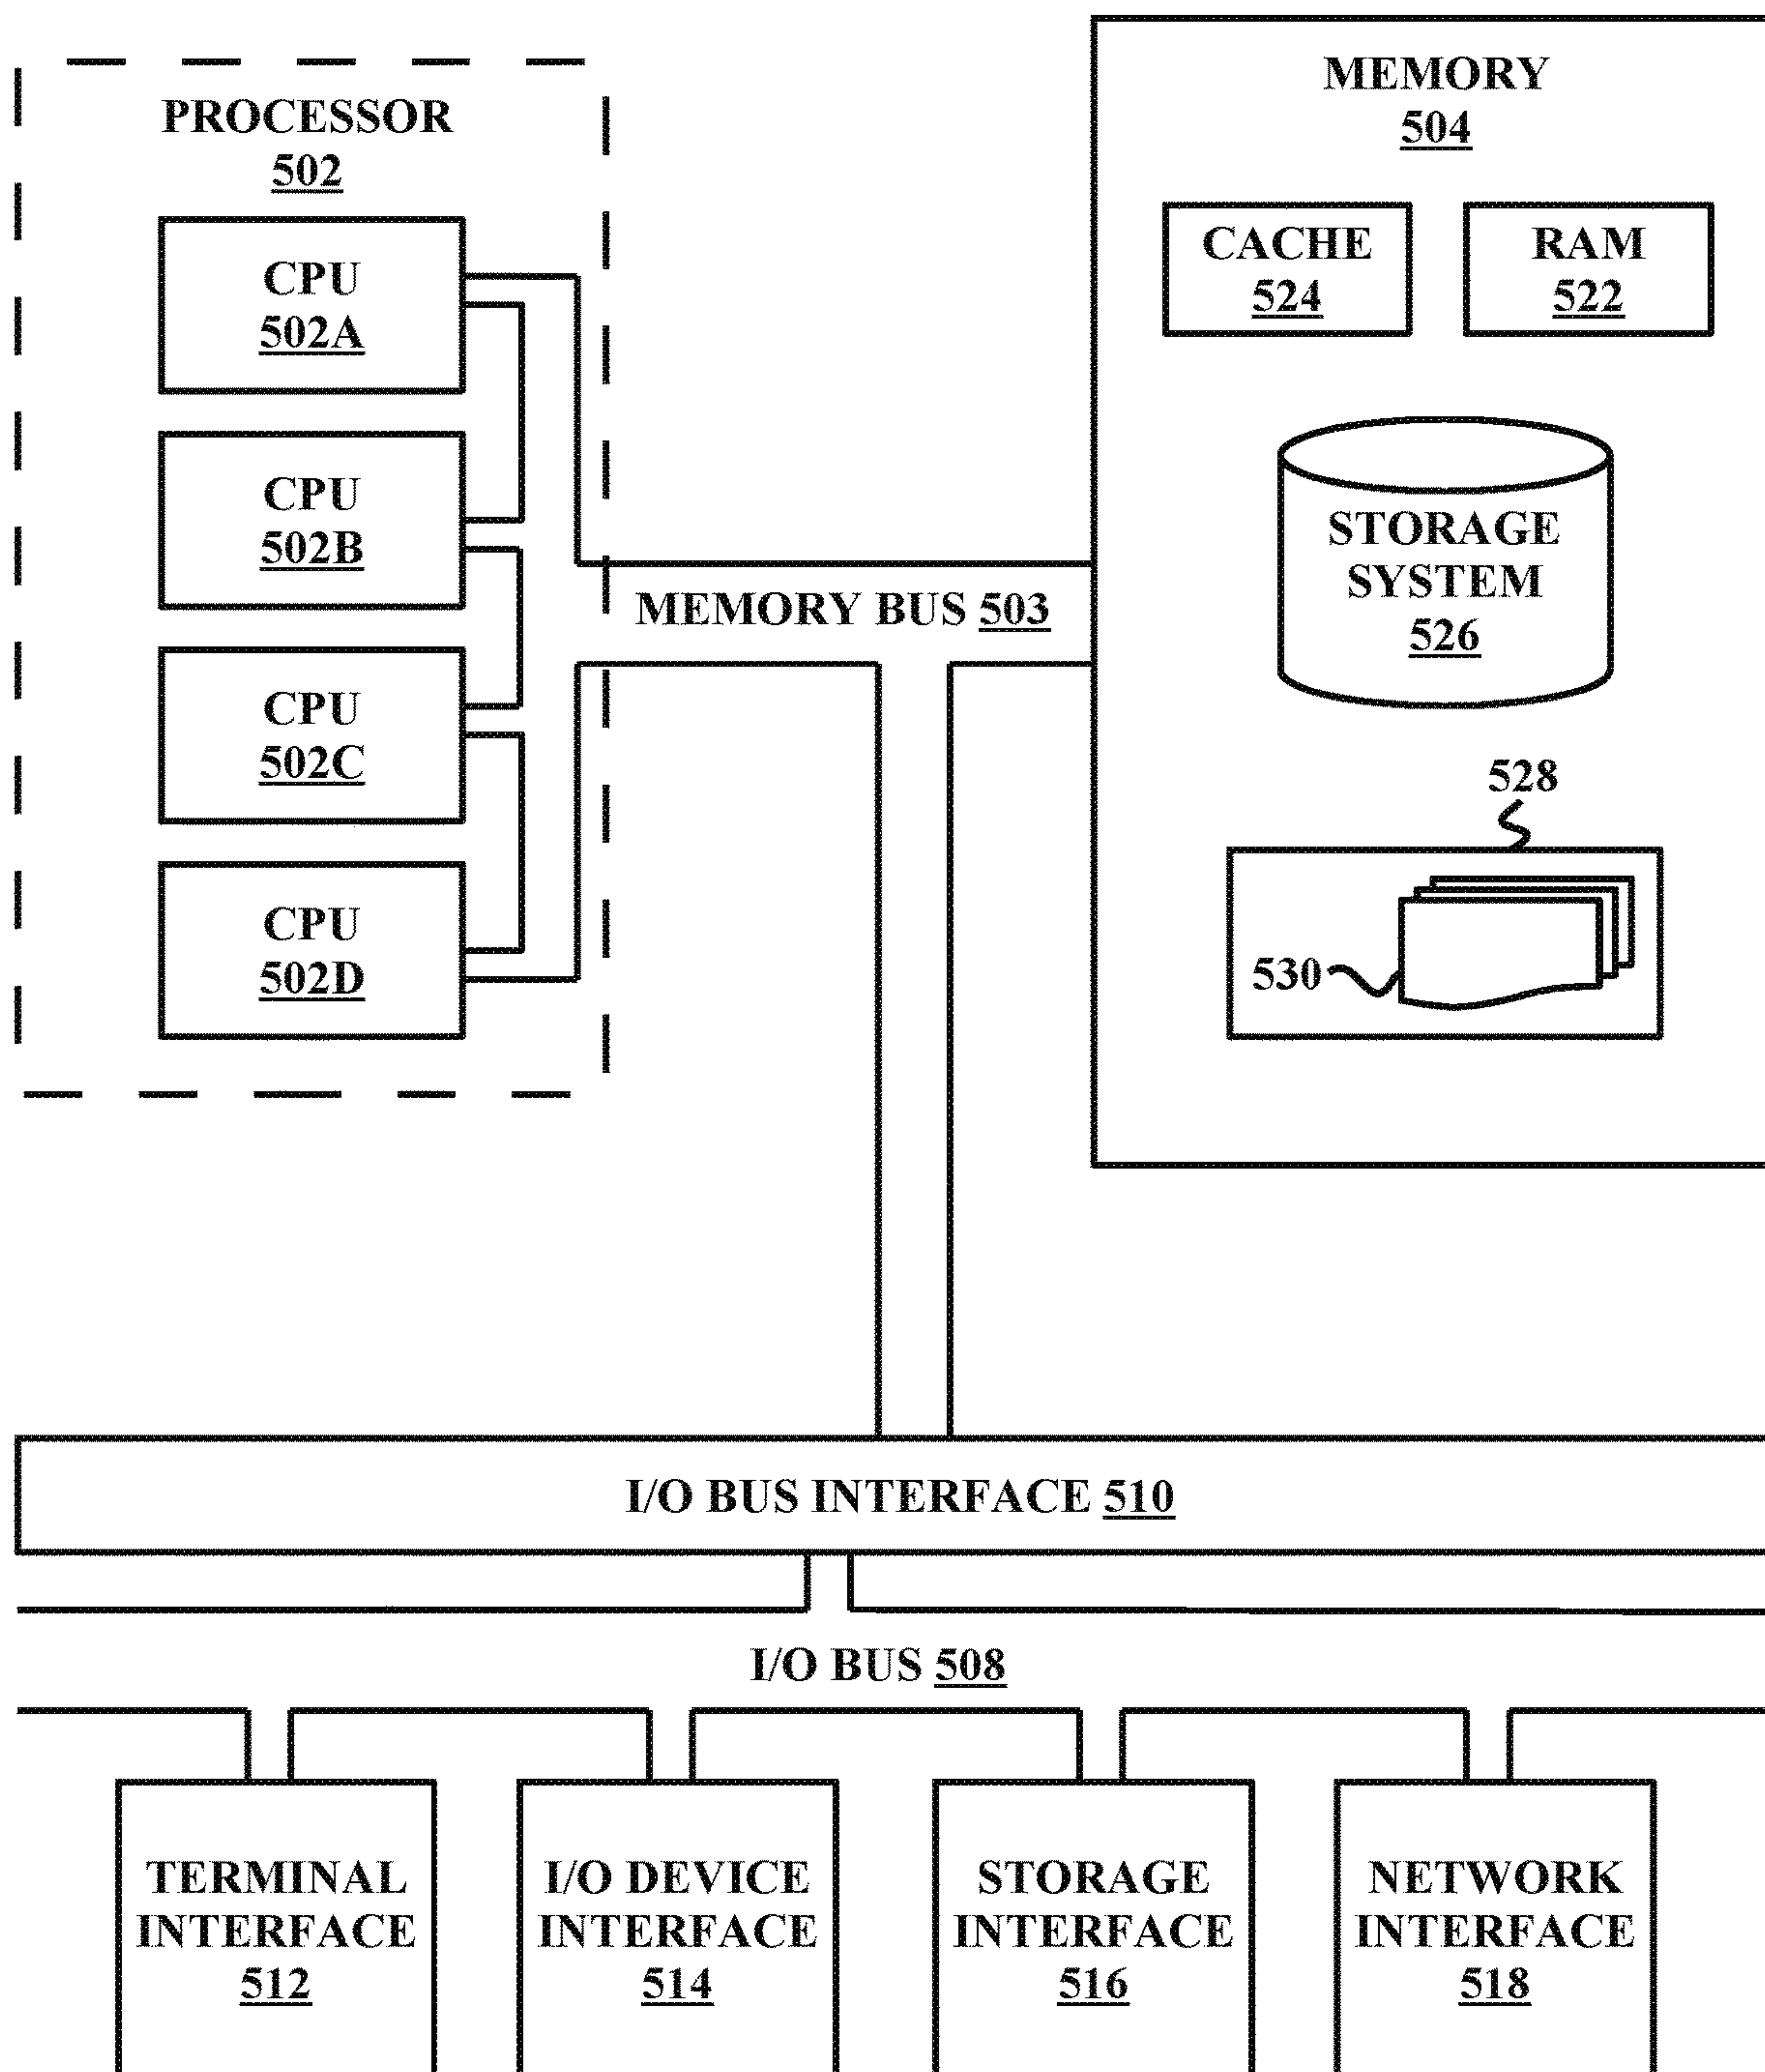 PROCESSOR
502
CPU
502A
CPU
502B
CPU
502C
CPU
502D
MEMORY BUS 503
MEMORY
504
CACHE
524
RAM
522
STORAGE
SYSTEM
526
528
530
I/O BUS INTERFACE 510
I/O BUS 508
TERMINAL
INTERFACE
512
I/O DEVICE
INTERFACE
514
STORAGE
INTERFACE
516
NETWORK
INTERFACE
518